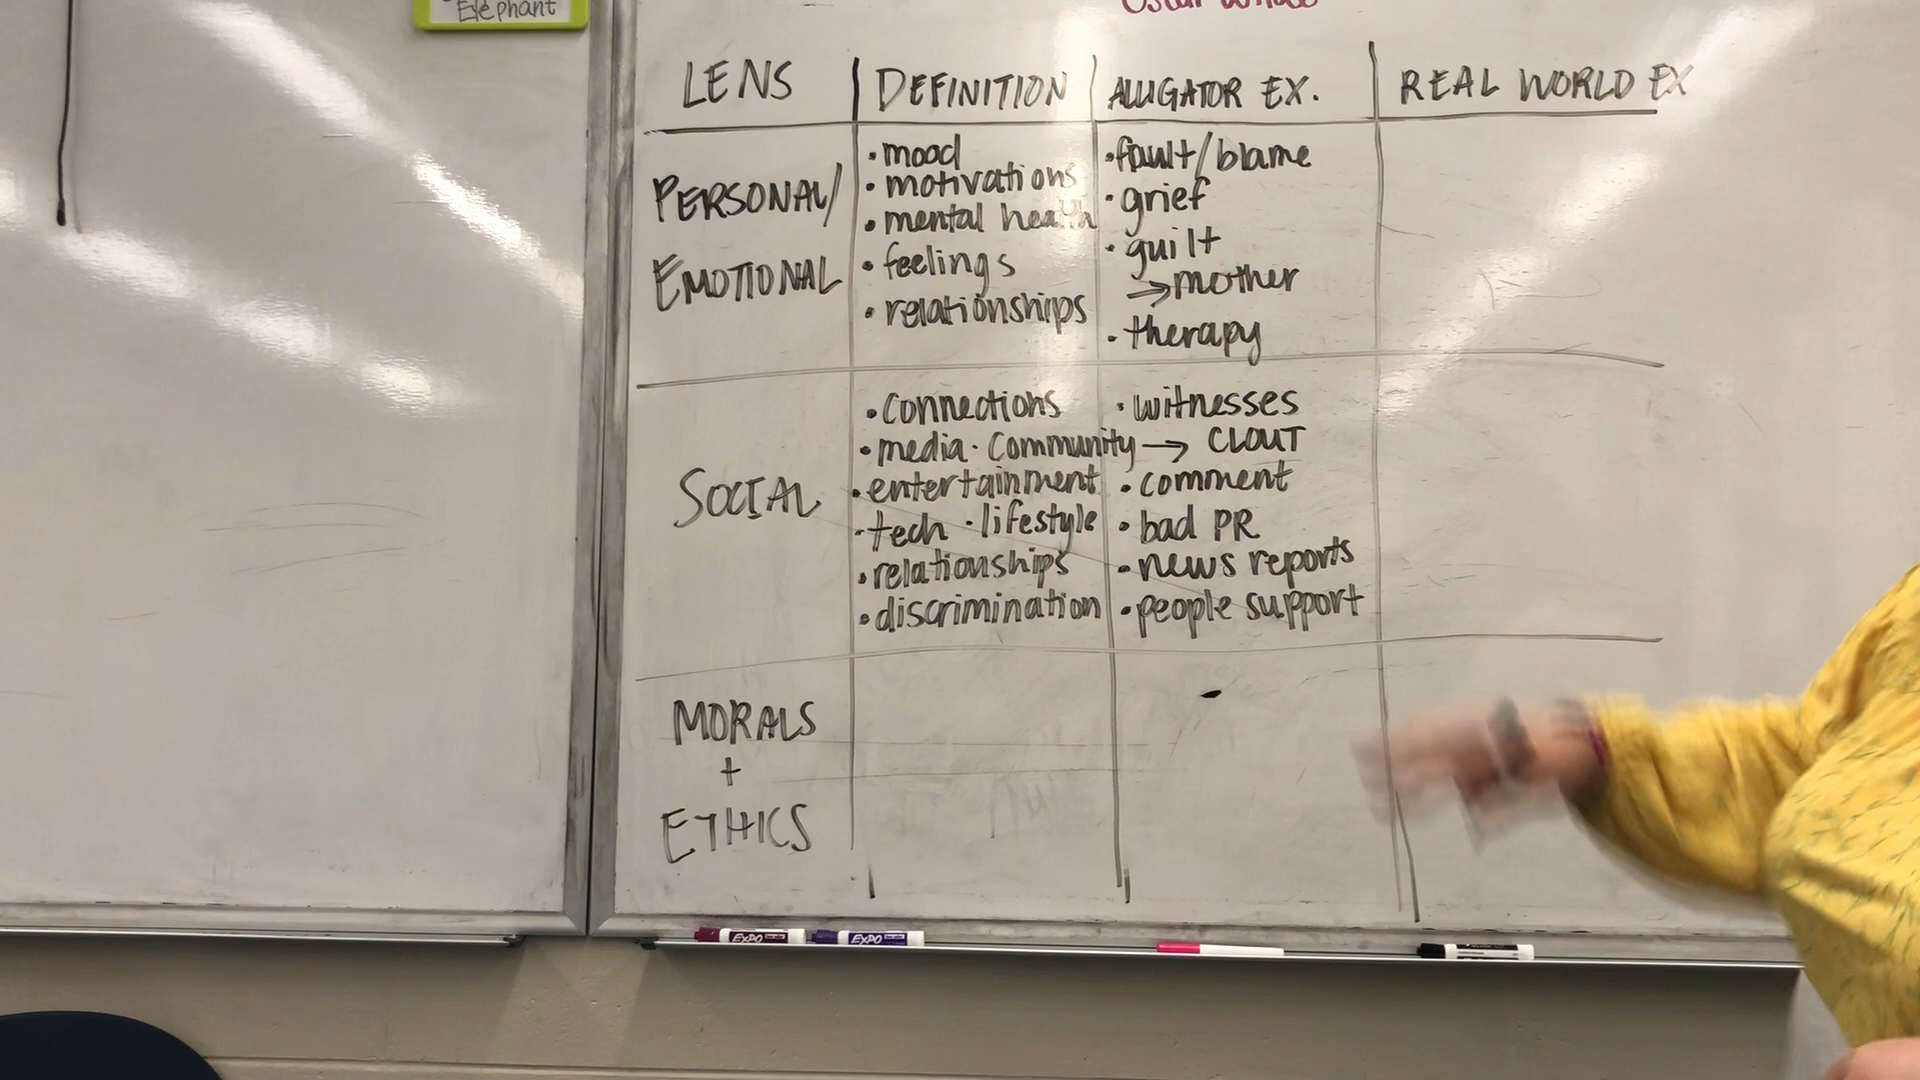 Elephant
LENS DEFINITION ALLIGATOR EX. REAL WORLD EX
PERSONAL/
EMOTIONAL
• mood
• motivations
• mental health
• feelings
• relationships
• fault/blame
• grief
• guilt
→ mother
• therapy
SOCIAL
• connections
• media • community → CLOUT
• entertainment
• tech • lifestyle
• relationships
• discrimination
• witnesses
• comment
• bad PR
• news reports
• people support
MORALS
+
ETHICS
EXPO
EXPO